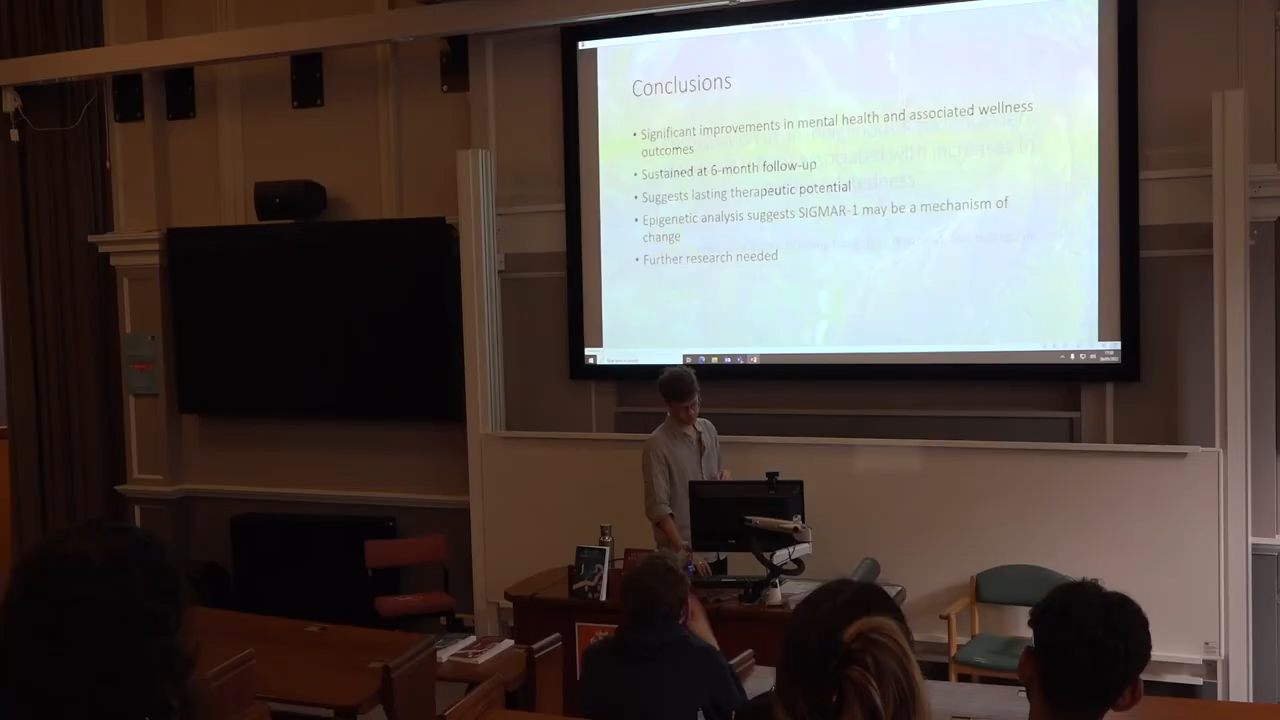 Conclusions
• Significant improvements in mental health and associated wellness
outcomes
• Sustained at 6-month follow-up
• Suggests lasting therapeutic potential
• Epigenetic analysis suggests SIGMAR-1 may be a mechanism of
change
• Further research needed